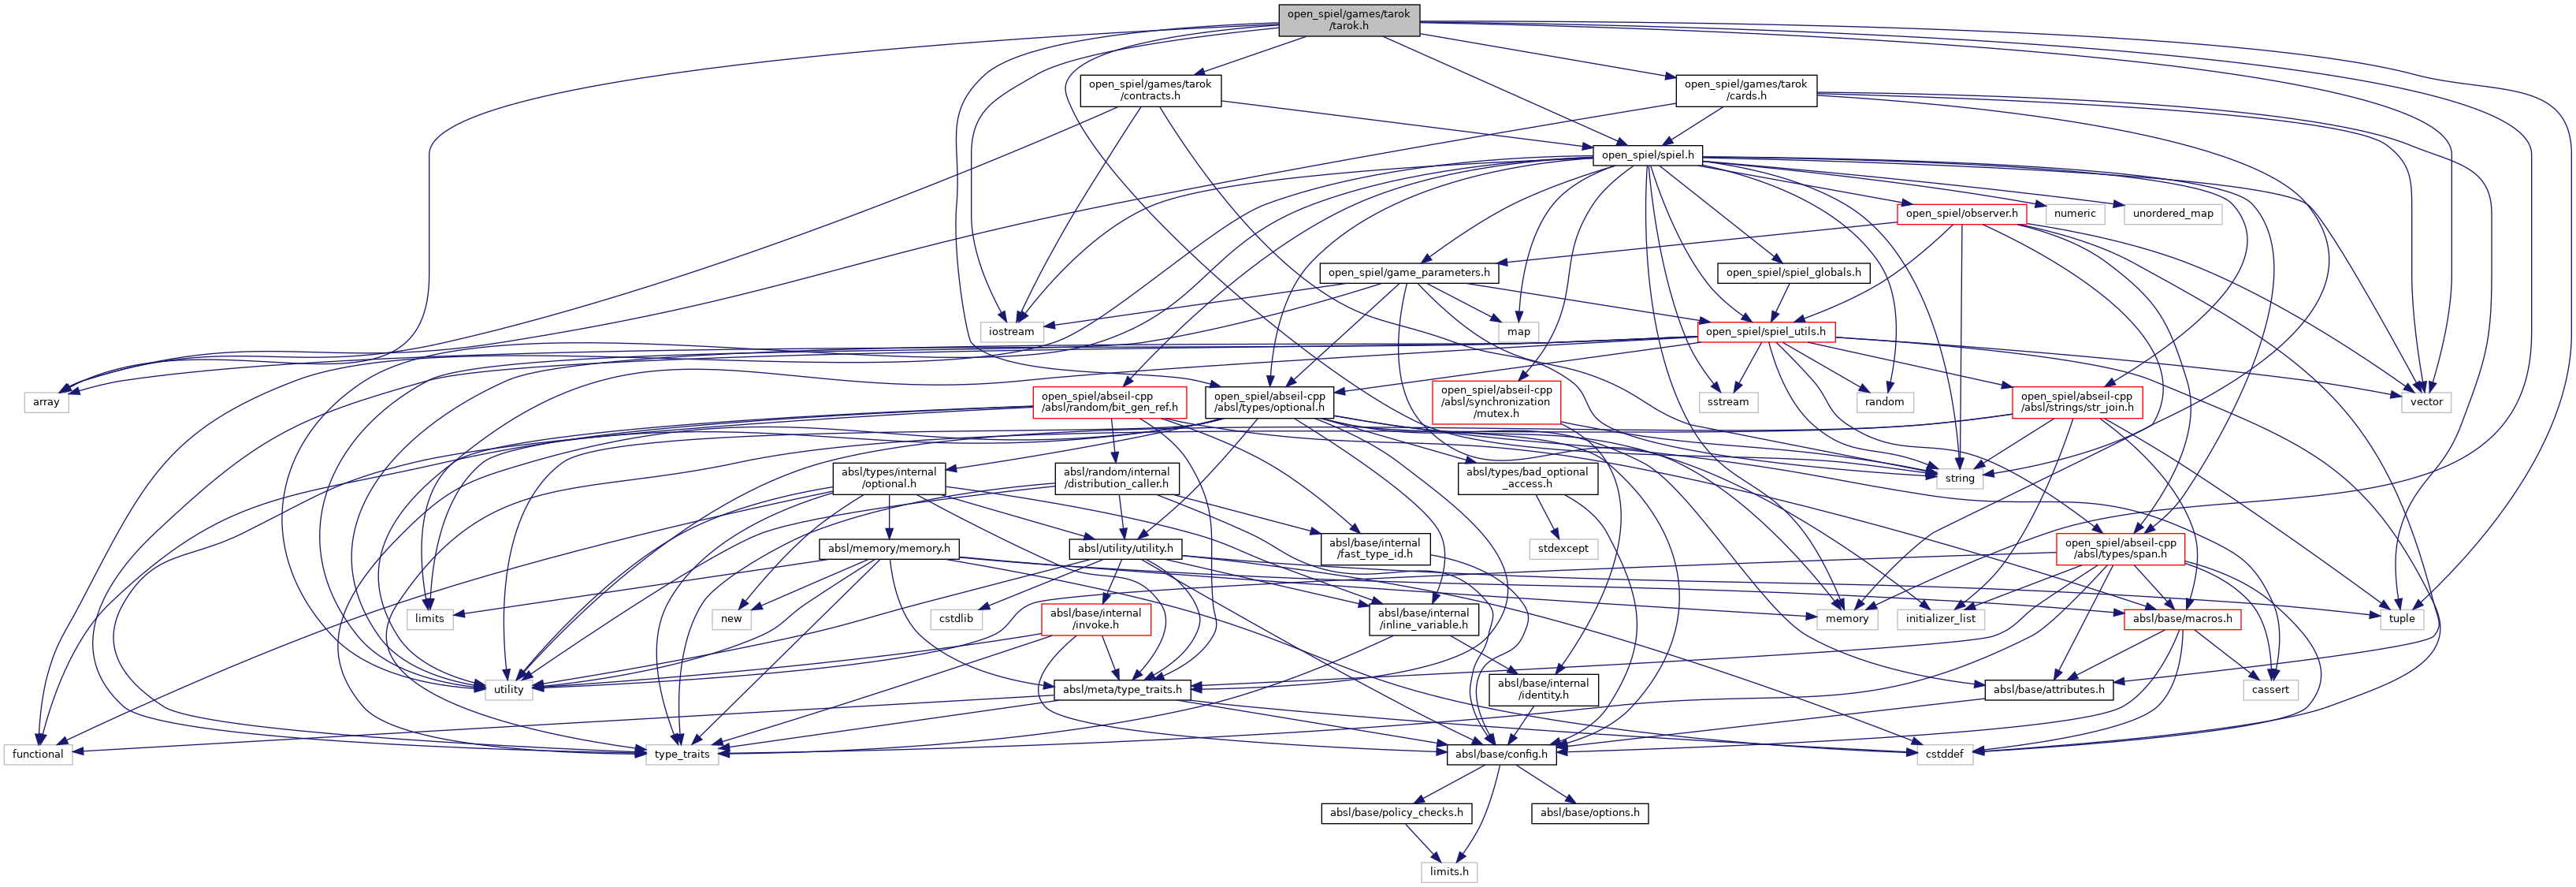 open_spiel/games/tarok
/tarok.h
open_spiel/games/tarok
/contracts.h
open_spiel/games/tarok
/cards.h
open_spiel/spiel.h
open_spiel/observer.h
numeric
unordered_map
open_spiel/game_parameters.h
open_spiel/spiel_globals.h
iostream
map
open_spiel/spiel_utils.h
array
open_spiel/abseil-cpp
/absl/random/bit_gen_ref.h
open_spiel/abseil-cpp
/absl/types/optional.h
open_spiel/abseil-cpp
/absl/synchronization
/mutex.h
sstream
random
open_spiel/abseil-cpp
/absl/strings/str_join.h
vector
absl/types/internal
/optional.h
absl/random/internal
/distribution_caller.h
absl/types/bad_optional
_access.h
string
absl/memory/memory.h
absl/utility/utility.h
absl/base/internal
/fast_type_id.h
stdexcept
open_spiel/abseil-cpp
/absl/types/span.h
limits
new
cstdlib
absl/base/internal
/invoke.h
absl/base/internal
/inline_variable.h
memory
initializer_list
absl/base/macros.h
tuple
utility
absl/meta/type_traits.h
absl/base/internal
/identity.h
absl/base/attributes.h
cassert
functional
type_traits
absl/base/config.h
cstddef
absl/base/policy_checks.h
absl/base/options.h
limits.h